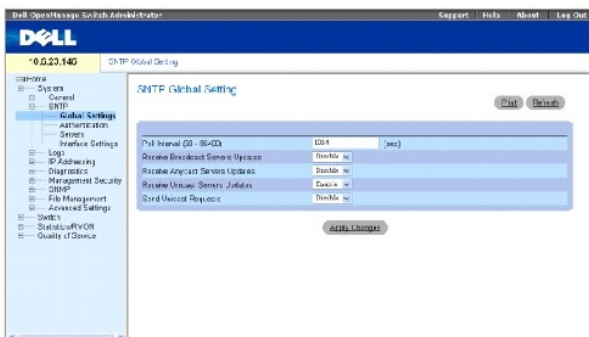 Dell OpenManage Switch Administrator
Support Help About Log Out
DELL
10.6.23.146
SNTP Global Setting
Home
System
General
SNTP
Global Settings
Authentication
Servers
Interface Settings
Logs
IP Addressing
Diagnostics
Management Security
SNMP
File Management
Advanced Settings
Switch
Statistics/RMON
Quality of Service
SNTP Global Setting
Print Refresh
Poll Interval (60 - 86400) 1024 (sec)
Receive Broadcast Servers Updates Disable
Receive Anycast Servers Updates Disable
Receive Unicast Servers Updates
Send Unicast Requests Disable
Apply Changes